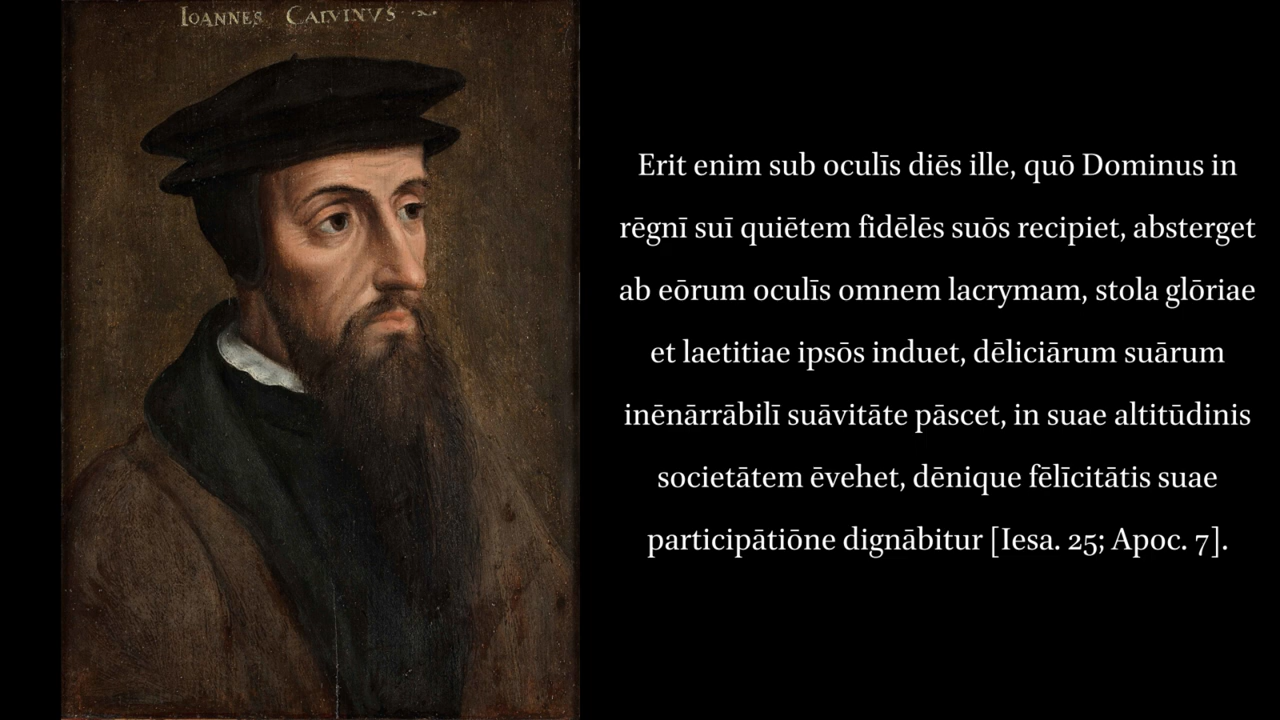 IOANNES CALVINVS
Erit enim sub oculīs diēs ille, quō Dominus in
rēgnī suī quiētem fidēlēs suōs recipiet, absterget
ab eōrum oculīs omnem lacrymam, stola glōriae
et laetitiae ipsōs induet, dēliciārum suārum
inēnārrābilī suāvitāte pāscet, in suae altitūdinis
societātem ēvehet, dēnique fēlīcitātis suae
participātiōne dignābitur [Iesa. 25; Apoc. 7].